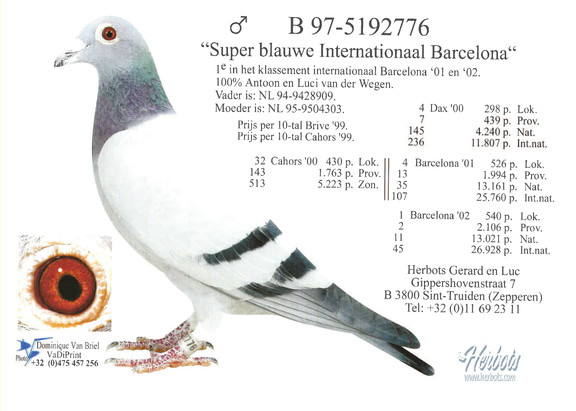 ♂ B 97-5192776
“Super blauwe Internationaal Barcelona“
1e in het klassement internationaal Barcelona ‘01 en ‘02.
100% Antoon en Luci van der Wegen.
Vader is: NL 94-9428909.
Moeder is: NL 95-9504303.
Prijs per 10-tal Brive '99.
Prijs per 10-tal Cahors '99.
4 Dax '00 298 p. Lok.
7 439 p. Prov.
145 4.240 p. Nat.
236 11.807 p. Int.nat.
32 Cahors '00 430 p. Lok.
143 1.763 p. Prov.
513 5.223 p. Zon.
4 Barcelona '01 526 p. Lok.
13 1.994 p. Prov.
35 13.161 p. Nat.
107 25.760 p. Int.nat.
1 Barcelona '02 540 p. Lok.
2 2.106 p. Prov.
11 13.021 p. Nat.
45 26.928 p. Int.nat.
Herbots Gerard en Luc
Gippershovenstraat 7
B 3800 Sint-Truiden (Zepperen)
Tel: +32 (0)11 69 23 11
Photo
Dominique Van Briel
VaDiPrint
+32 (0)475 457 256
776
Herbots
www.herbots.com